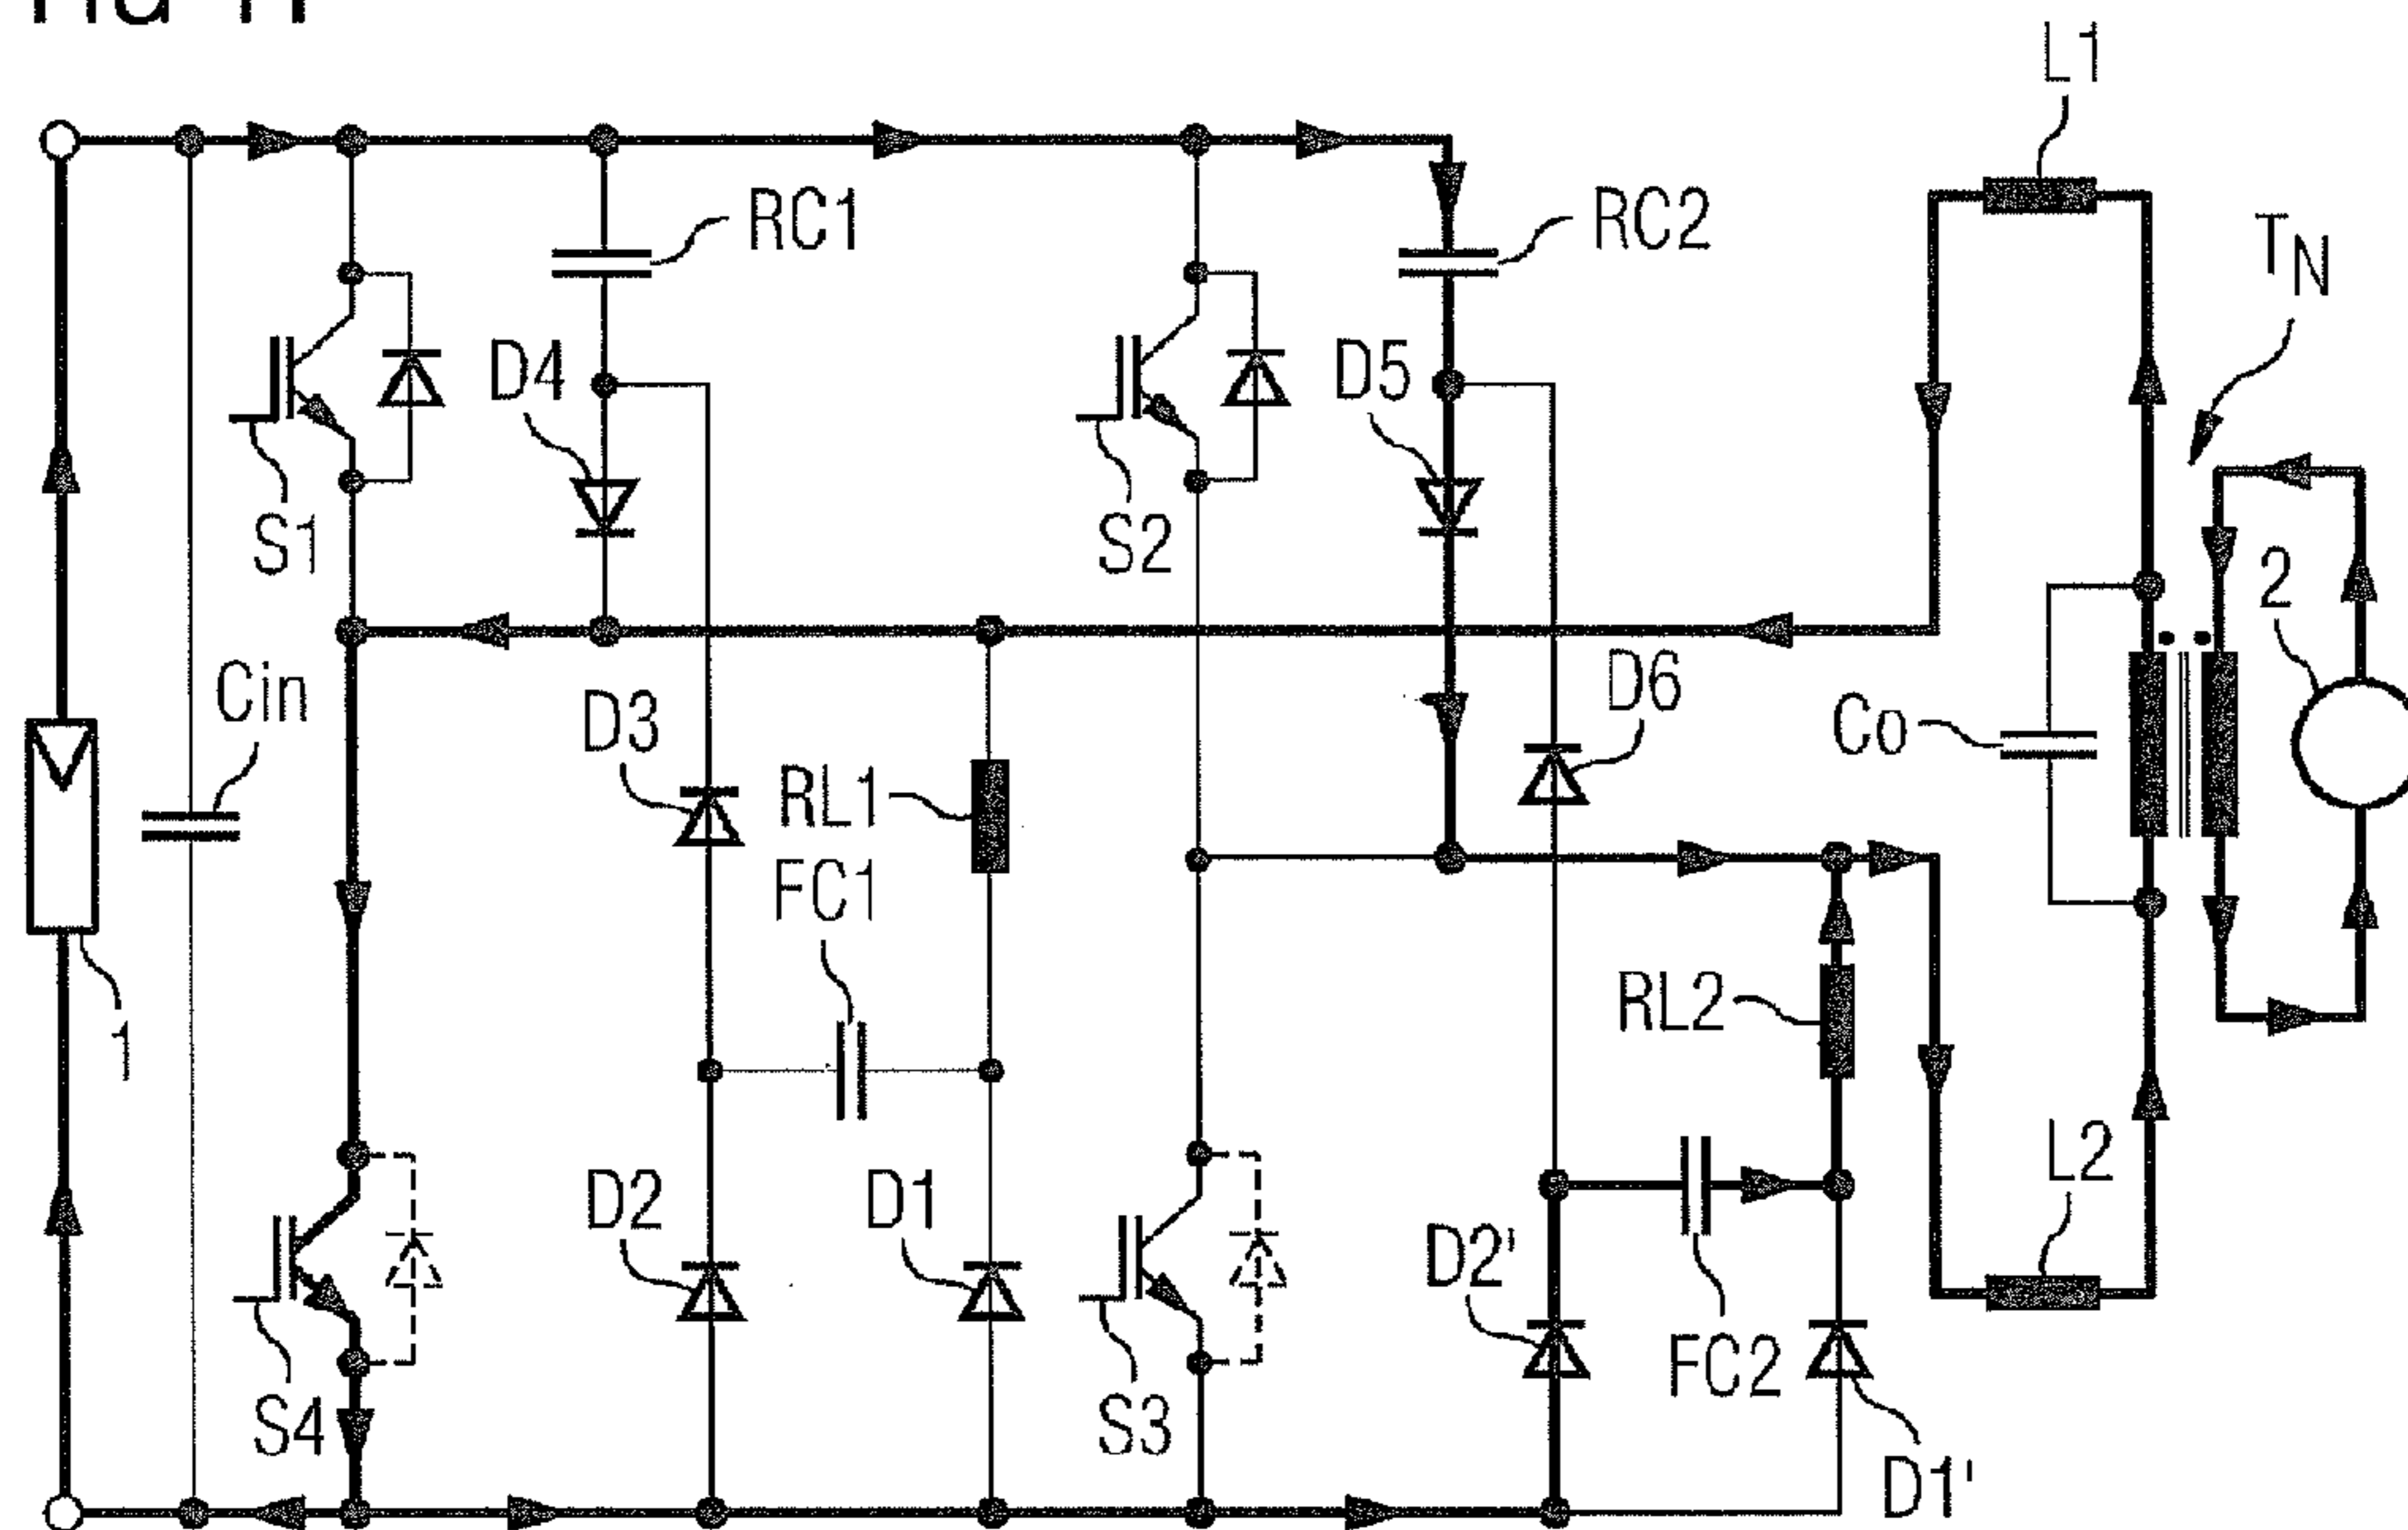 L1
RC1
RC2
TN
D4
D5
S1
S2
2
Cin
D3
D6
Co
RL1
FC1
RL2
1
L2
D2
D1
D2'
FC2
S4
S3
D1'